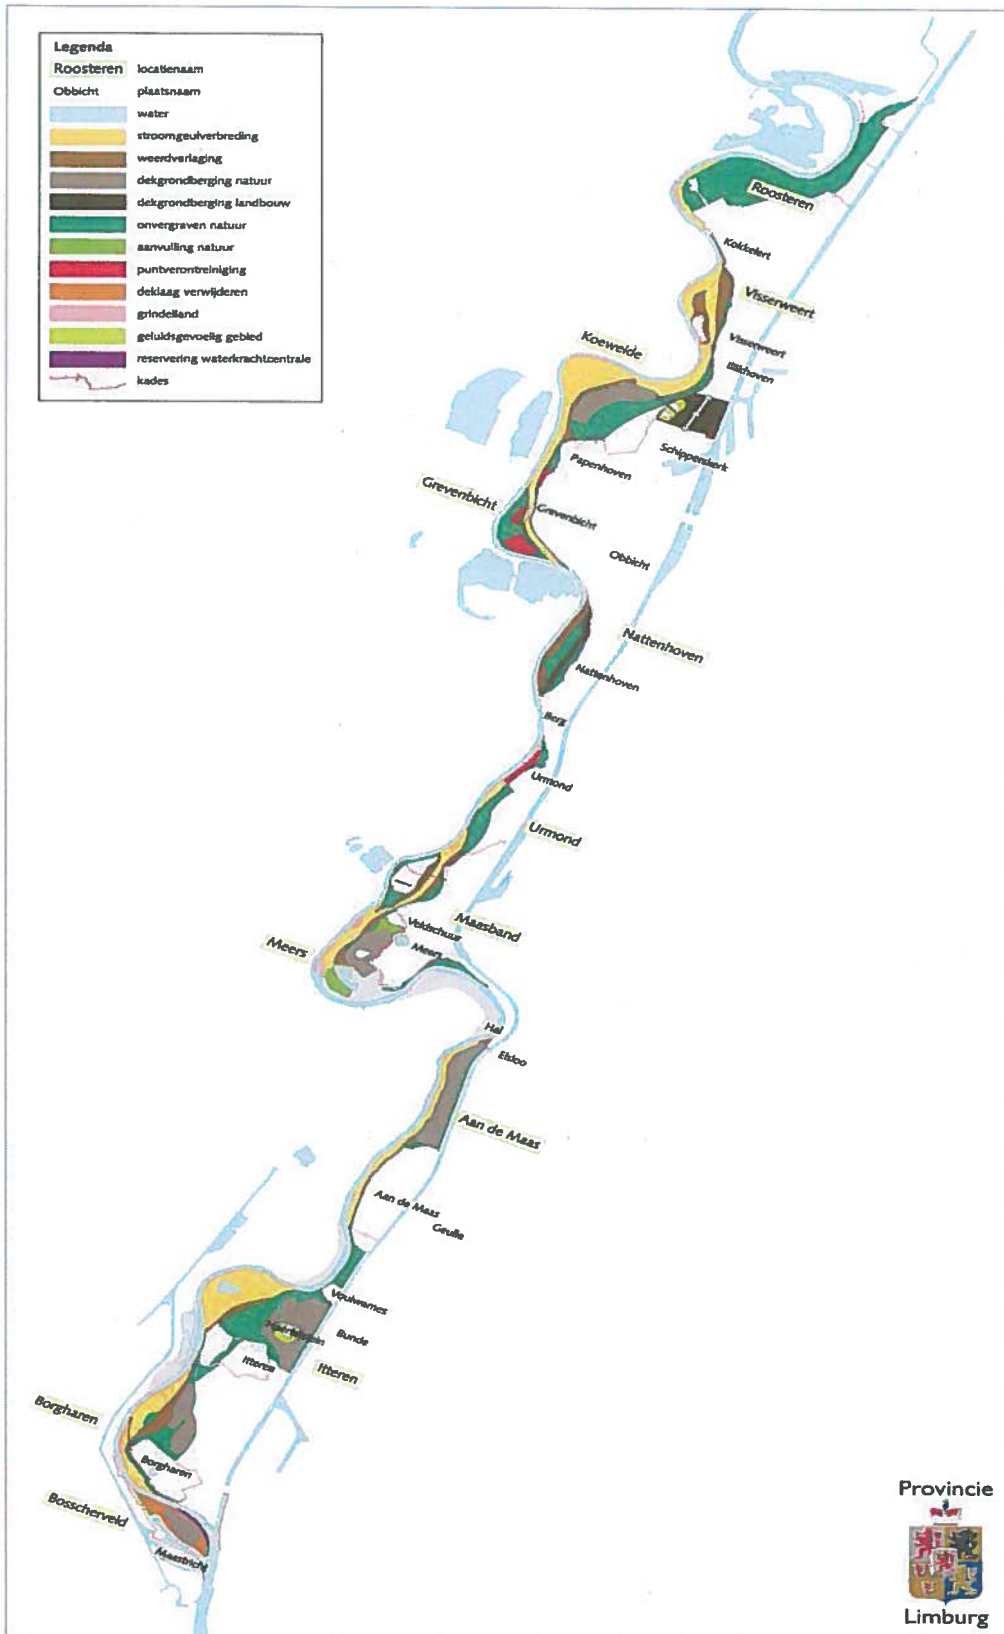 Legenda
Roosteren locatienaam
Obbicht plaatsnaam
water
stroomgeulverbreding
weerdverlaging
dekgrondberging natuur
dekgrondberging landbouw
onvergraven natuur
aanvulling natuur
puntverontreiniging
deklaag verwijderen
grindeiland
geluidsgevoelig gebied
reservering waterkrachtcentrale
kades
Roosteren
Kokkelert
Visserweert
Visserweert
Koeweide
Illikhoven
Schipperskerk
Papenhoven
Grevenbicht
Grevenbicht
Obbicht
Nattenhoven
Nattenhoven
Berg
Urmond
Urmond
Maasband
Veldschuur
Meers
Meers
Hal
Elsloo
Aan de Maas
Aan de Maas
Geulle
Voulwames
Bunde
Itteren
Itteren
Borgharen
Borgharen
Bosscherveld
Maastricht
Provincie
Limburg